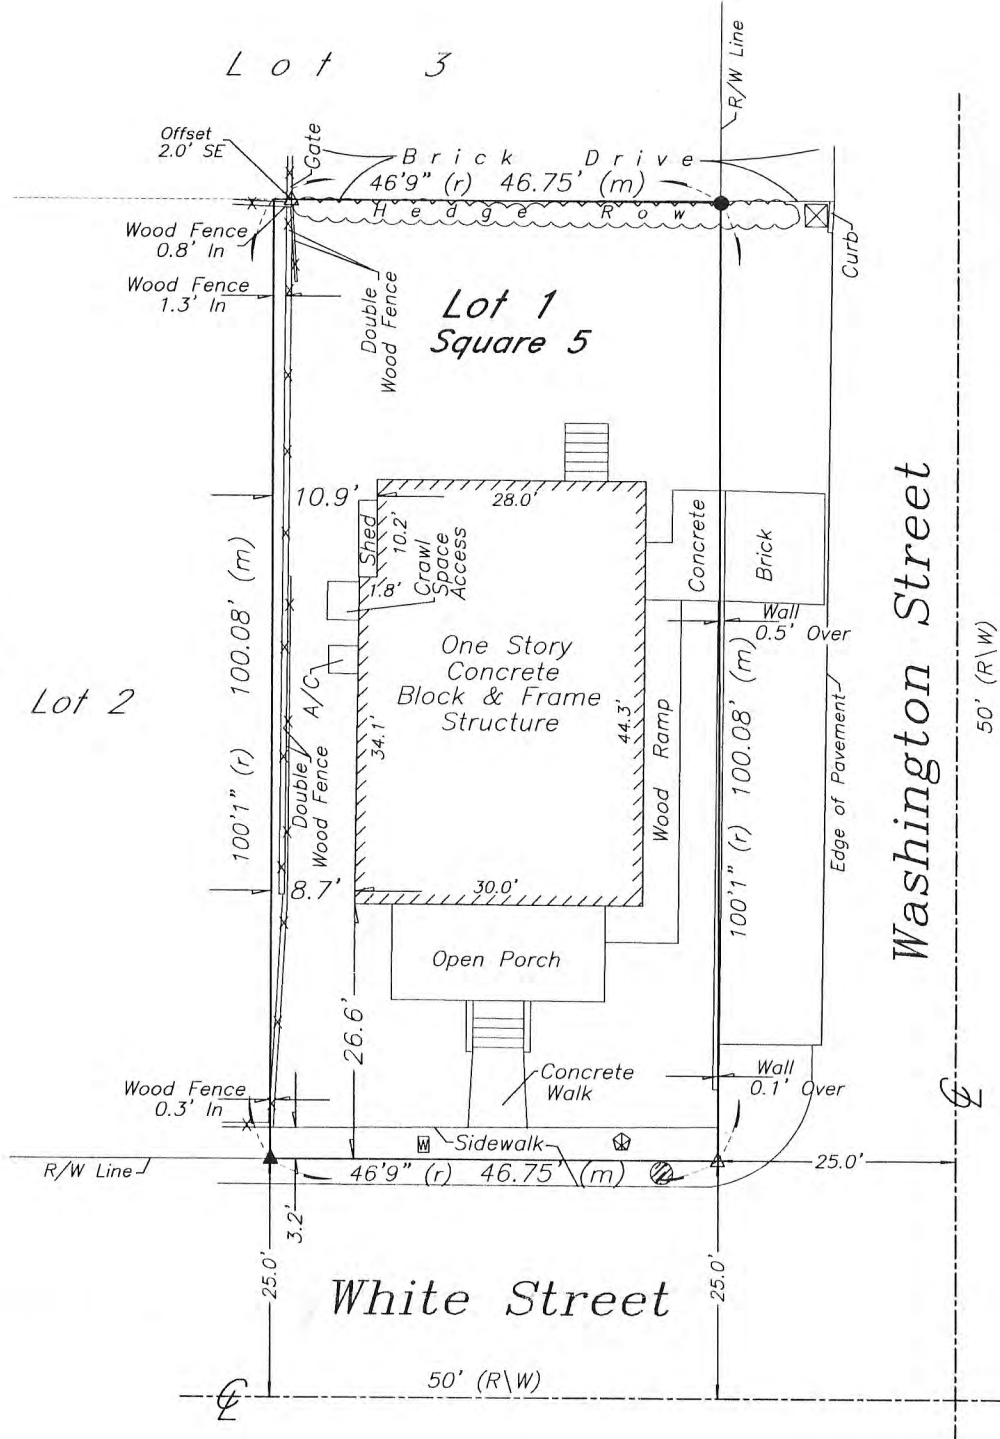 Lot 3
R/W Line
Offset
2.0' SE
Gate
Brick Drive
46'9" (r) 46.75' (m)
Hedge Row
Wood Fence
0.8' In
Curb
Wood Fence
1.3' In
Double
Wood Fence
Lot 1
Square 5
10.9'
28.0'
Shed
10.2'
Crawl
Space
Access
1.8'
Concrete
Brick
Wall
0.5' Over
100'1" (r) 100.08' (m)
Lot 2
A/C
One Story
Concrete
Block & Frame
Structure
34.1'
44.3'
Double
Wood Fence
Wood Ramp
100'1" (r) 100.08' (m)
Edge of Pavement
Washington Street
50' (R\W)
8.7'
30.0'
Open Porch
26.6'
Wood Fence
0.3' In
Concrete
Walk
Wall
0.1' Over
℄
W
Sidewalk
R/W Line
46'9" (r) 46.75' (m)
25.0'
3.2'
25.0'
White Street
25.0'
50' (R\W)
℄